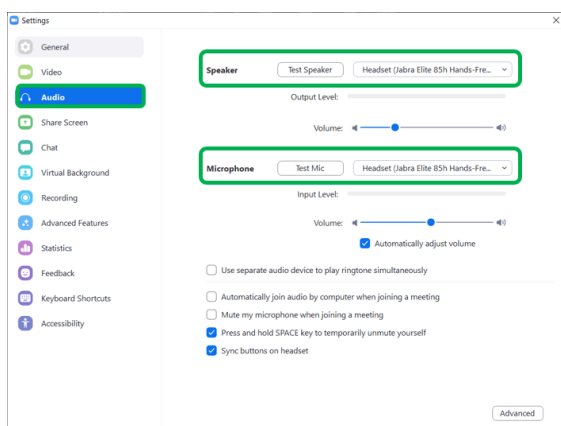 Settings
General
Video
Audio
Share Screen
Chat
Virtual Background
Recording
Advanced Features
Statistics
Feedback
Keyboard Shortcuts
Accessibility
Speaker Test Speaker Headset (Jabra Elite 85h Hands-Fre...
Output Level:
Volume:
Microphone Test Mic Headset (Jabra Elite 85h Hands-Fre...
Input Level:
Volume:
Automatically adjust volume
Use separate audio device to play ringtone simultaneously
Automatically join audio by computer when joining a meeting
Mute my microphone when joining a meeting
Press and hold SPACE key to temporarily unmute yourself
Sync buttons on headset
Advanced